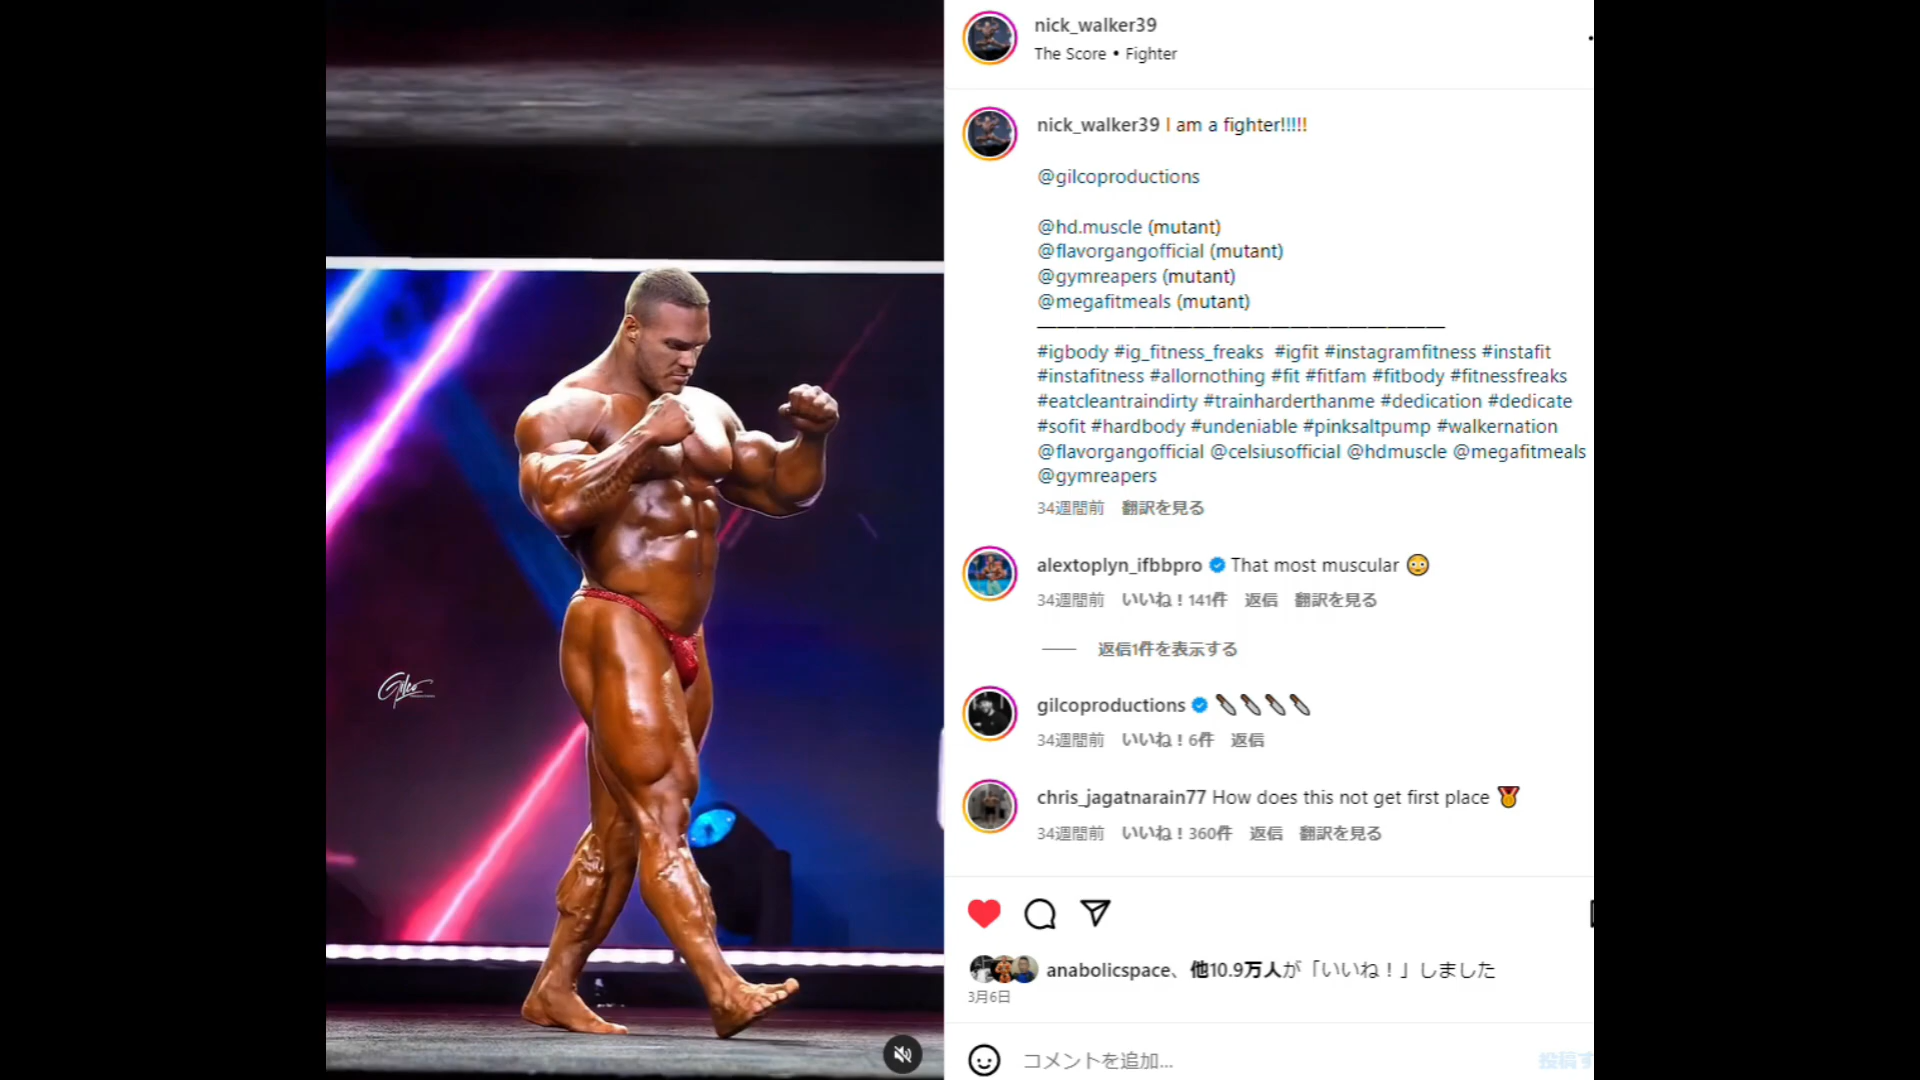 nick_walker39
The Score • Fighter
nick_walker39 I am a fighter!!!!!
@gilcoproductions
@hd.muscle (mutant)
@flavorgangofficial (mutant)
@gymreapers (mutant)
@megafitmeals (mutant)
#igbody #ig_fitness_freaks #igfit #instagramfitness #instafit
#instafitness #allornothing #fit #fitfam #fitbody #fitnessfreaks
#eatcleantraindirty #trainharderthanme #dedication #dedicate
#sofit #hardbody #undeniable #pinksaltpump #walkernation
@flavorgangofficial @celsiusofficial @hdmuscle @megafitmeals
@gymreapers
34週間前 翻訳を見る
alextoplyn_ifbbpro That most muscular 😳
34週間前 いいね！141件 返信 翻訳を見る
返信1件を表示する
gilcoproductions 🔪🔪🔪🔪
34週間前 いいね！6件 返信
chris_jagatnarain77 How does this not get first place 🏅
34週間前 いいね！360件 返信 翻訳を見る
anabolicspace、他10.9万人が「いいね！」しました
3月6日
コメントを追加...
投稿す
Gilco